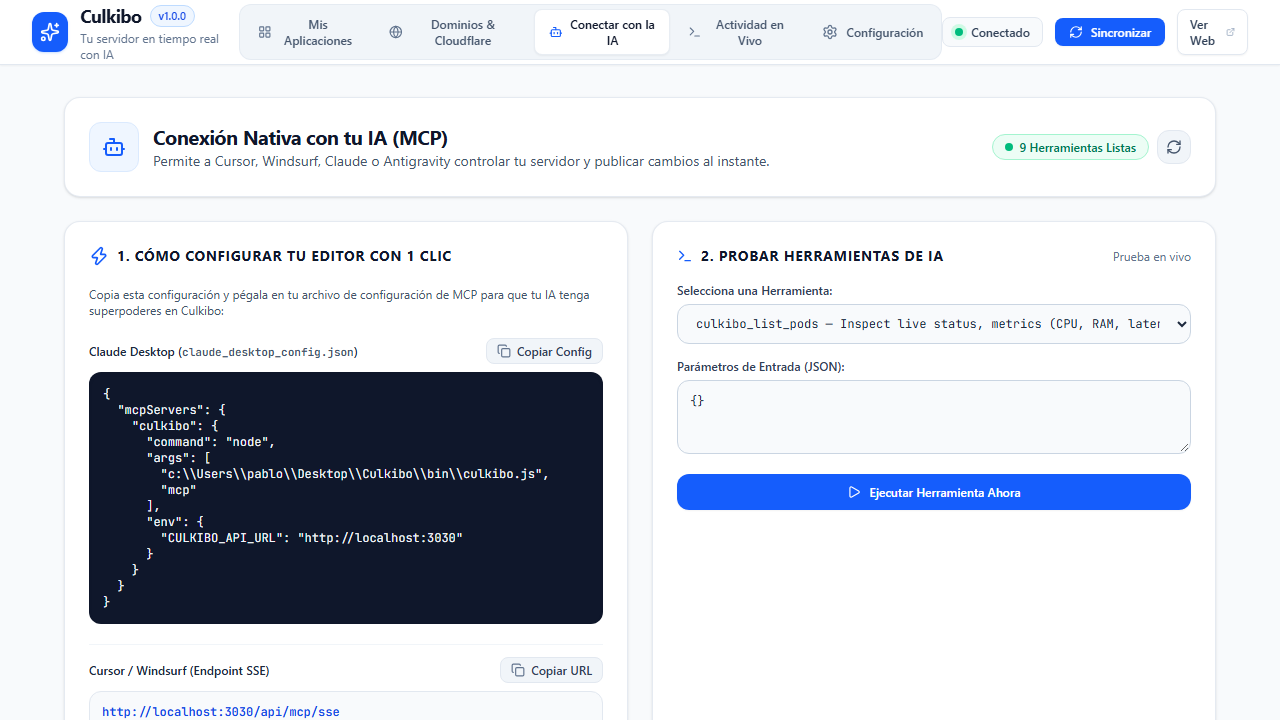 Culkibo v1.0.0
Tu servidor en tiempo real
con IA
Mis
Aplicaciones
Dominios &
Cloudflare
Conectar con la
IA
Actividad en
Vivo
Configuración
Conectado
Sincronizar
Ver
Web
Conexión Nativa con tu IA (MCP)
Permite a Cursor, Windsurf, Claude o Antigravity controlar tu servidor y publicar cambios al instante.
9 Herramientas Listas
1. CÓMO CONFIGURAR TU EDITOR CON 1 CLIC
Copia esta configuración y pégala en tu archivo de configuración de MCP para que tu IA tenga
superpoderes en Culkibo:
Claude Desktop (claude_desktop_config.json)
Copiar Config
{
  "mcpServers": {
    "culkibo": {
      "command": "node",
      "args": [
        "c:\\Users\\pablo\\Desktop\\Culkibo\\bin\\culkibo.js",
        "mcp"
      ],
      "env": {
        "CULKIBO_API_URL": "http://localhost:3030"
      }
    }
  }
}
Cursor / Windsurf (Endpoint SSE)
Copiar URL
http://localhost:3030/api/mcp/sse
2. PROBAR HERRAMIENTAS DE IA
Prueba en vivo
Selecciona una Herramienta:
culkibo_list_pods — Inspect live status, metrics (CPU, RAM, later
Parámetros de Entrada (JSON):
{}
Ejecutar Herramienta Ahora